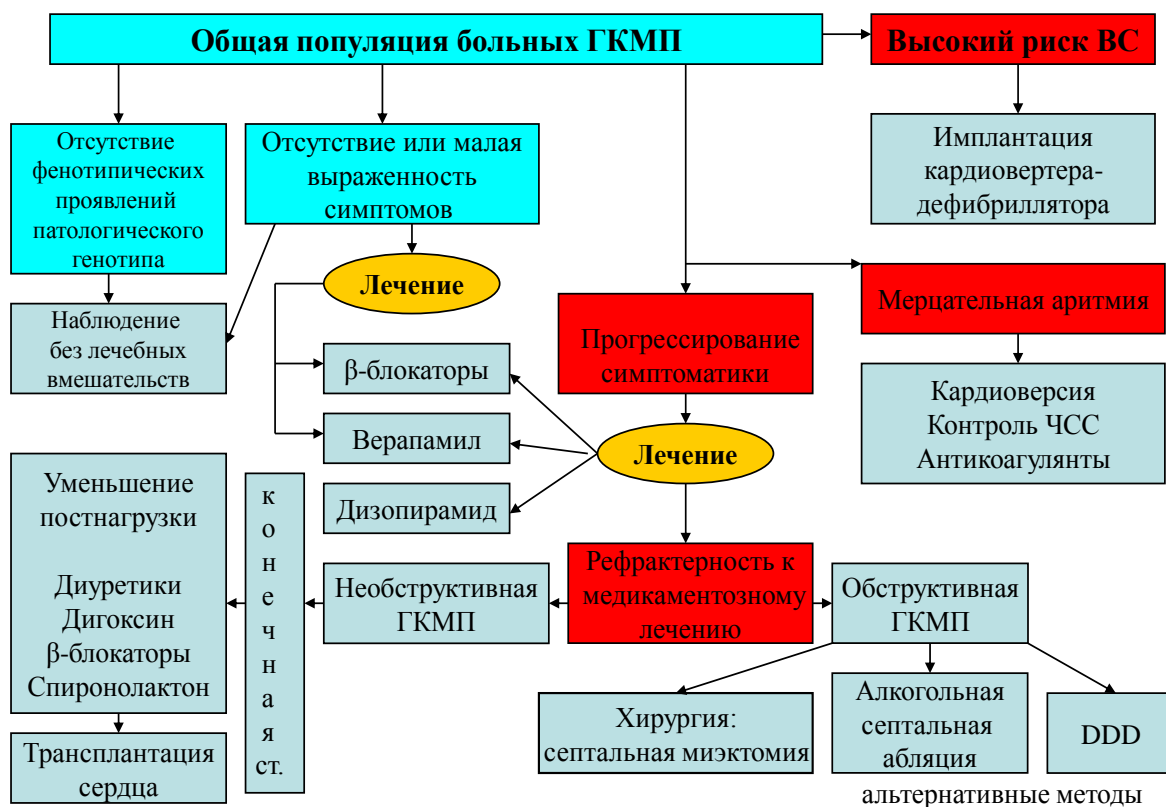 Общая популяция больных ГКМП
Высокий риск ВС
Отсутствие
фенотипических
проявлений
патологического
генотипа
Отсутствие или малая
выраженность
симптомов
Имплантация
кардиовертера-
дефибриллятора
Лечение
Мерцательная аритмия
Наблюдение
без лечебных
вмешательств
Прогрессирование
симптоматики
β-блокаторы
Верапамил
Дизопирамид
Лечение
Кардиоверсия
Контроль ЧСС
Антикоагулянты
Уменьшение
постнагрузки
Диуретики
Дигоксин
β-блокаторы
Спиронолактон
к
о
н
е
ч
н
а
я
ст.
Необструктивная
ГКМП
Рефрактерность к
медикаментозному
лечению
Обструктивная
ГКМП
Трансплантация
сердца
Хирургия:
септальная миэктомия
Алкогольная
септальная
абляция
DDD
альтернативные методы